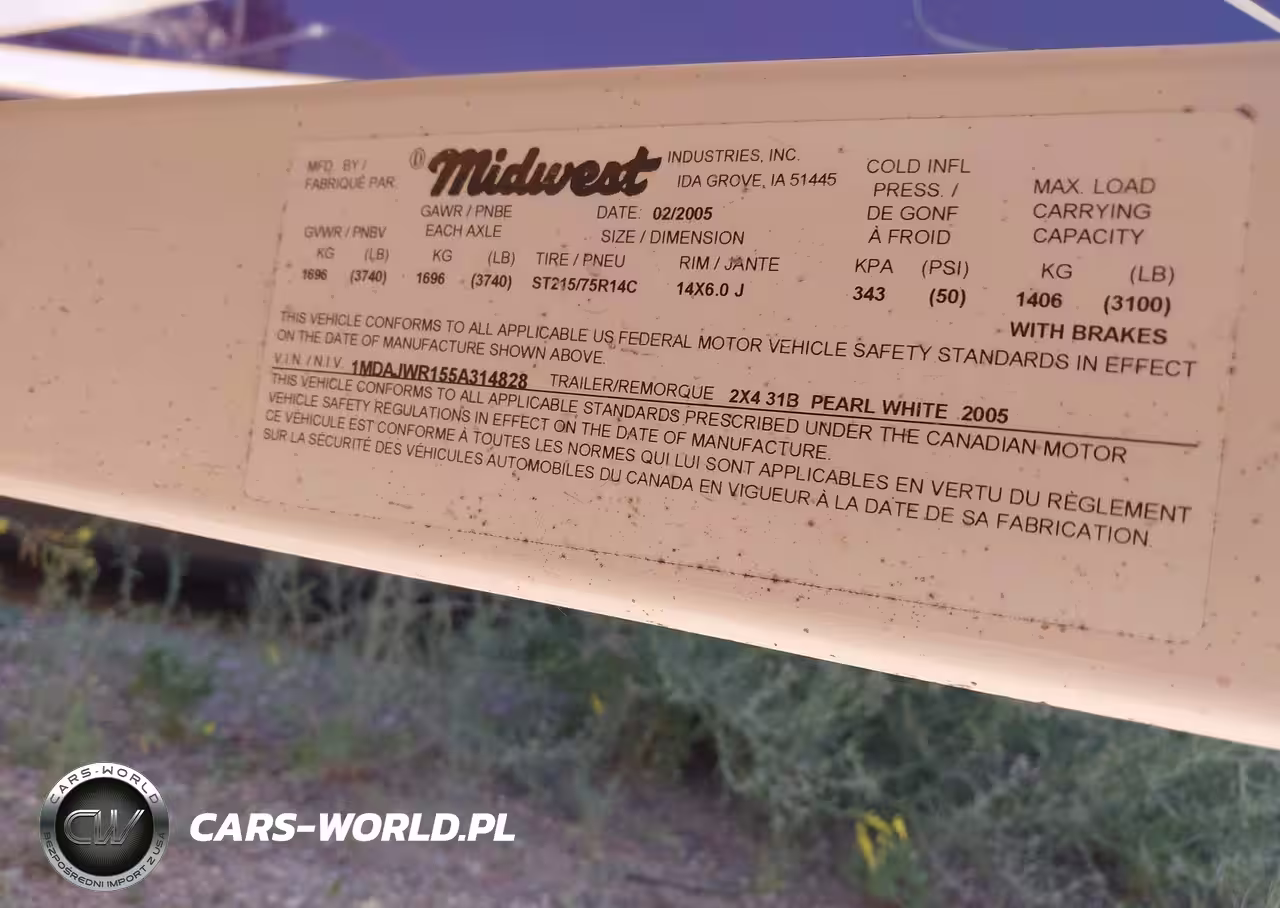 MFD. BY /
FABRIQUÉ PAR:
Midwest
INDUSTRIES, INC.
IDA GROVE, IA 51445
DATE: 02/2005
GVWR / PNBV
KG (LB)
1696 (3740)
GAWR / PNBE
EACH AXLE
KG (LB)
1696 (3740)
SIZE / DIMENSION
TIRE / PNEU RIM / JANTE
ST215/75R14C 14X6.0 J
COLD INFL
PRESS. /
DE GONF
À FROID
KPA (PSI)
343 (50)
MAX. LOAD
CARRYING
CAPACITY
KG (LB)
1406 (3100)
WITH BRAKES
THIS VEHICLE CONFORMS TO ALL APPLICABLE US FEDERAL MOTOR VEHICLE SAFETY STANDARDS IN EFFECT
ON THE DATE OF MANUFACTURE SHOWN ABOVE.
V.I.N. / N.I.V. 1MDAJWR155A314828 TRAILER/REMORQUE 2X4 31B PEARL WHITE 2005
THIS VEHICLE CONFORMS TO ALL APPLICABLE STANDARDS PRESCRIBED UNDER THE CANADIAN MOTOR
VEHICLE SAFETY REGULATIONS IN EFFECT ON THE DATE OF MANUFACTURE.
CE VÉHICULE EST CONFORME À TOUTES LES NORMES QUI LUI SONT APPLICABLES EN VERTU DU RÈGLEMENT
SUR LA SÉCURITÉ DES VÉHICULES AUTOMOBILES DU CANADA EN VIGUEUR À LA DATE DE SA FABRICATION.
CARS-WORLD
CW
BEZPOŚREDNI IMPORT Z USA
CARS-WORLD.PL